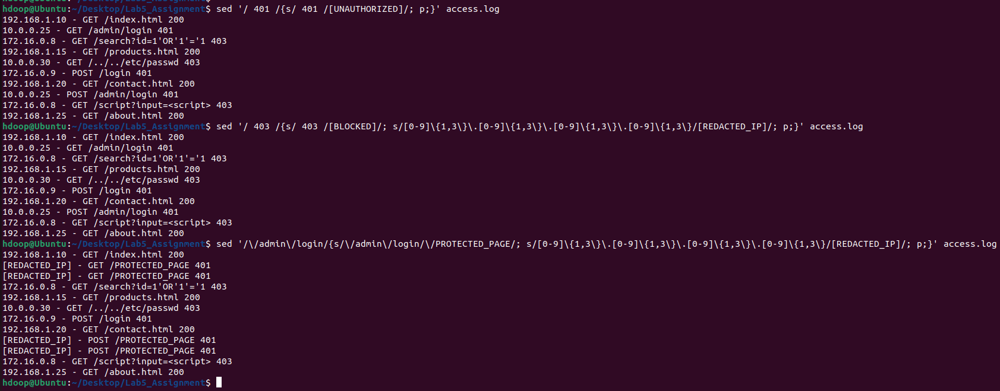 hdoop@Ubuntu:~/Desktop/Lab5_Assignment$ sed '/ 401 /{s/ 401 /[UNAUTHORIZED]/; p;}' access.log
192.168.1.10 - GET /index.html 200
10.0.0.25 - GET /admin/login 401
172.16.0.8 - GET /search?id=1'OR'1'='1 403
192.168.1.15 - GET /products.html 200
10.0.0.30 - GET /../../etc/passwd 403
172.16.0.9 - POST /login 401
192.168.1.20 - GET /contact.html 200
10.0.0.25 - POST /admin/login 401
172.16.0.8 - GET /script?input=<script> 403
192.168.1.25 - GET /about.html 200
hdoop@Ubuntu:~/Desktop/Lab5_Assignment$ sed '/ 403 /{s/ 403 /[BLOCKED]/; s/[0-9]\{1,3\}\.[0-9]\{1,3\}\.[0-9]\{1,3\}\.[0-9]\{1,3\}/[REDACTED_IP]/; p;}' access.log
192.168.1.10 - GET /index.html 200
10.0.0.25 - GET /admin/login 401
172.16.0.8 - GET /search?id=1'OR'1'='1 403
192.168.1.15 - GET /products.html 200
10.0.0.30 - GET /../../etc/passwd 403
172.16.0.9 - POST /login 401
192.168.1.20 - GET /contact.html 200
10.0.0.25 - POST /admin/login 401
172.16.0.8 - GET /script?input=<script> 403
192.168.1.25 - GET /about.html 200
hdoop@Ubuntu:~/Desktop/Lab5_Assignment$ sed '/\/admin\/login/{s/\/admin\/login/\/PROTECTED_PAGE/; s/[0-9]\{1,3\}\.[0-9]\{1,3\}\.[0-9]\{1,3\}\.[0-9]\{1,3\}/[REDACTED_IP]/; p;}' access.log
192.168.1.10 - GET /index.html 200
[REDACTED_IP] - GET /PROTECTED_PAGE 401
[REDACTED_IP] - GET /PROTECTED_PAGE 401
172.16.0.8 - GET /search?id=1'OR'1'='1 403
192.168.1.15 - GET /products.html 200
10.0.0.30 - GET /../../etc/passwd 403
172.16.0.9 - POST /login 401
192.168.1.20 - GET /contact.html 200
[REDACTED_IP] - POST /PROTECTED_PAGE 401
[REDACTED_IP] - POST /PROTECTED_PAGE 401
172.16.0.8 - GET /script?input=<script> 403
192.168.1.25 - GET /about.html 200
hdoop@Ubuntu:~/Desktop/Lab5_Assignment$